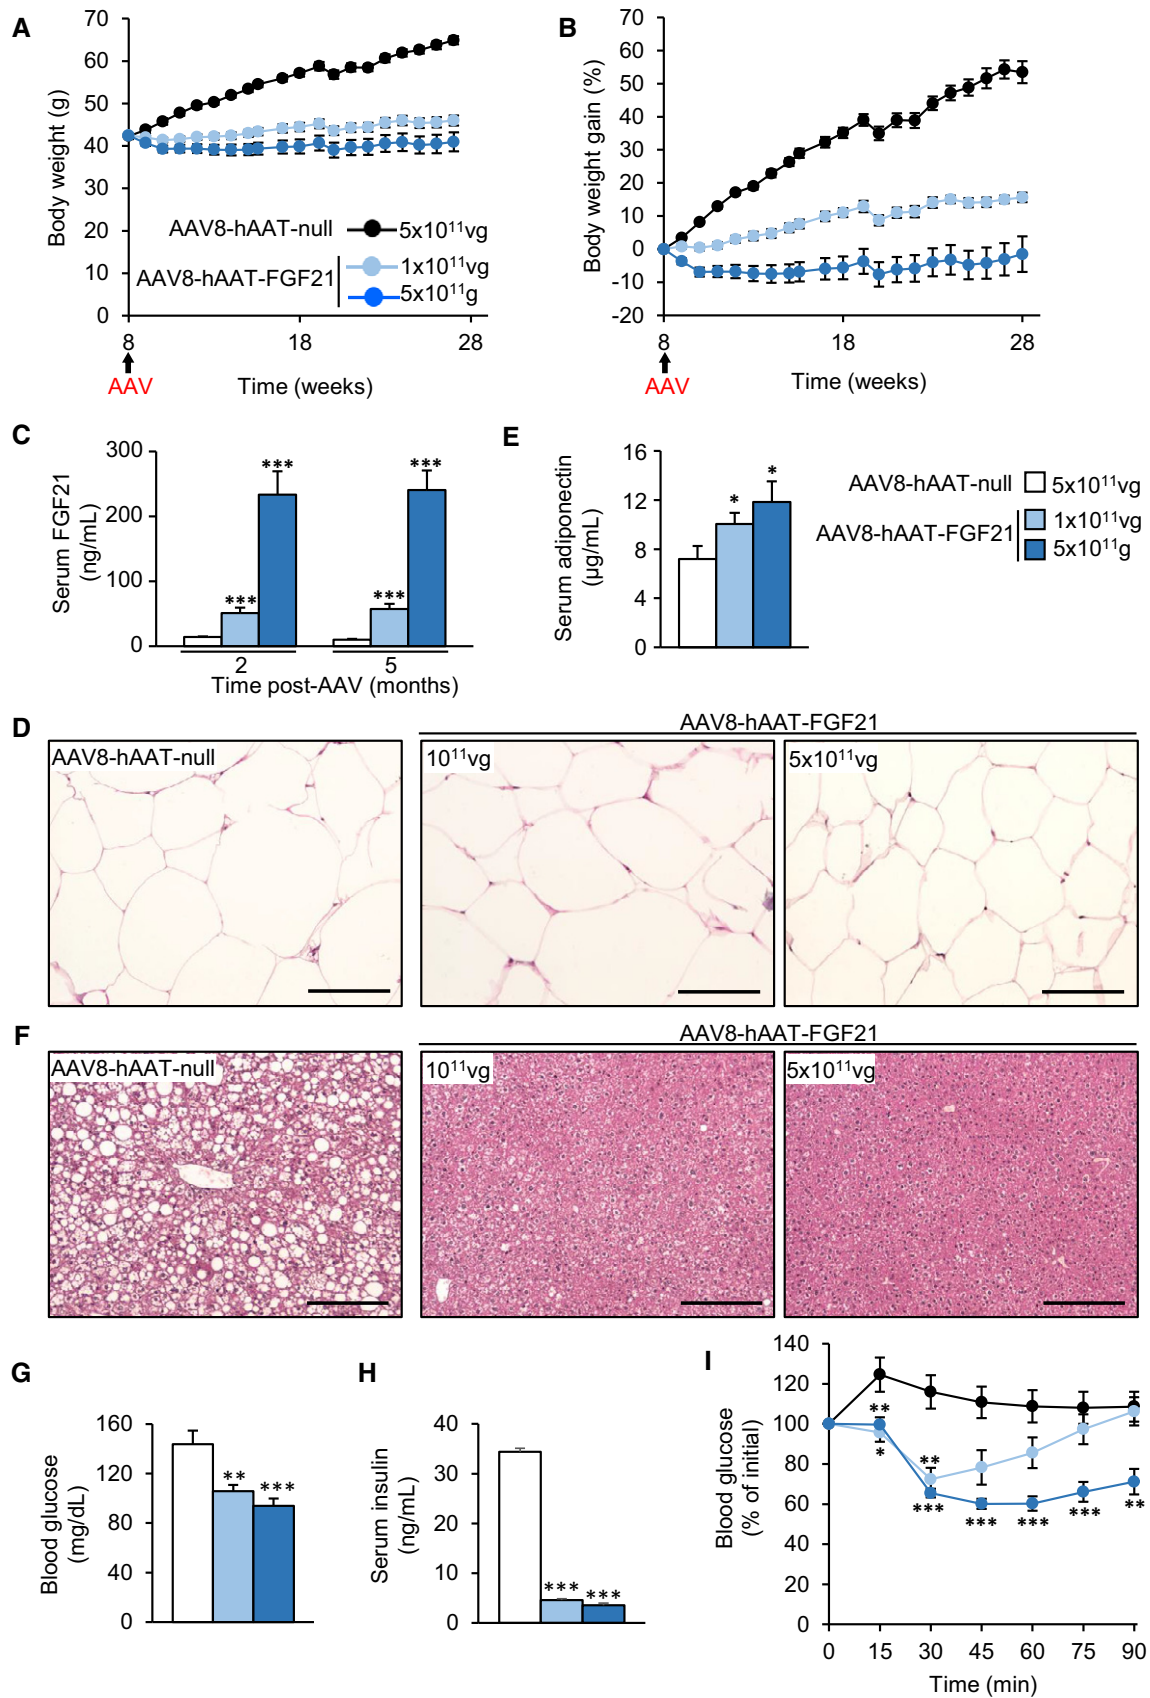 A
Body weight (g)
70
60
50
40
30
20
10
0
8
18
28
AAV
Time (weeks)
AAV8-hAAT-null
5x10¹¹vg
AAV8-hAAT-FGF21
1x10¹¹vg
5x10¹¹g
B
Body weight gain (%)
70
60
50
40
30
20
10
0
-10
-20
8
18
28
AAV
Time (weeks)
C
Serum FGF21
(ng/mL)
300
200
100
0
***
***
***
***
2
5
Time post-AAV (months)
E
Serum adiponectin
(µg/mL)
16
12
8
4
0
*
*
AAV8-hAAT-null
5x10¹¹vg
AAV8-hAAT-FGF21
1x10¹¹vg
5x10¹¹g
D
AAV8-hAAT-FGF21
AAV8-hAAT-null
10¹¹vg
5x10¹¹vg
F
AAV8-hAAT-FGF21
AAV8-hAAT-null
10¹¹vg
5x10¹¹vg
G
Blood glucose
(mg/dL)
160
120
80
40
0
**
***
H
Serum insulin
(ng/mL)
40
30
20
10
0
***
***
I
Blood glucose
(% of initial)
140
120
100
80
60
40
20
0
**
*
**
***
***
***
***
**
0
15
30
45
60
75
90
Time (min)